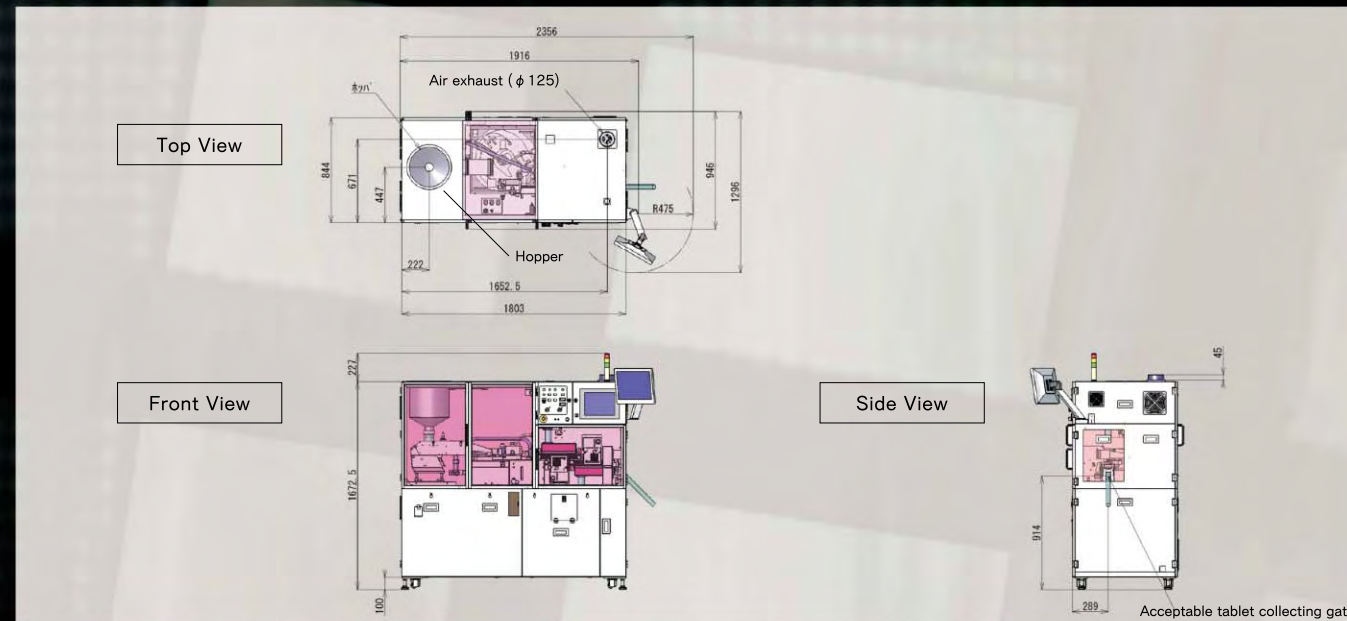 2356
1916
Air exhaust (φ125)
ホッパ
Top View
844
671
447
946
1296
R475
Hopper
222
1652.5
1803
227
45
Front View
Side View
1672.5
914
100
289
Acceptable tablet collecting gat